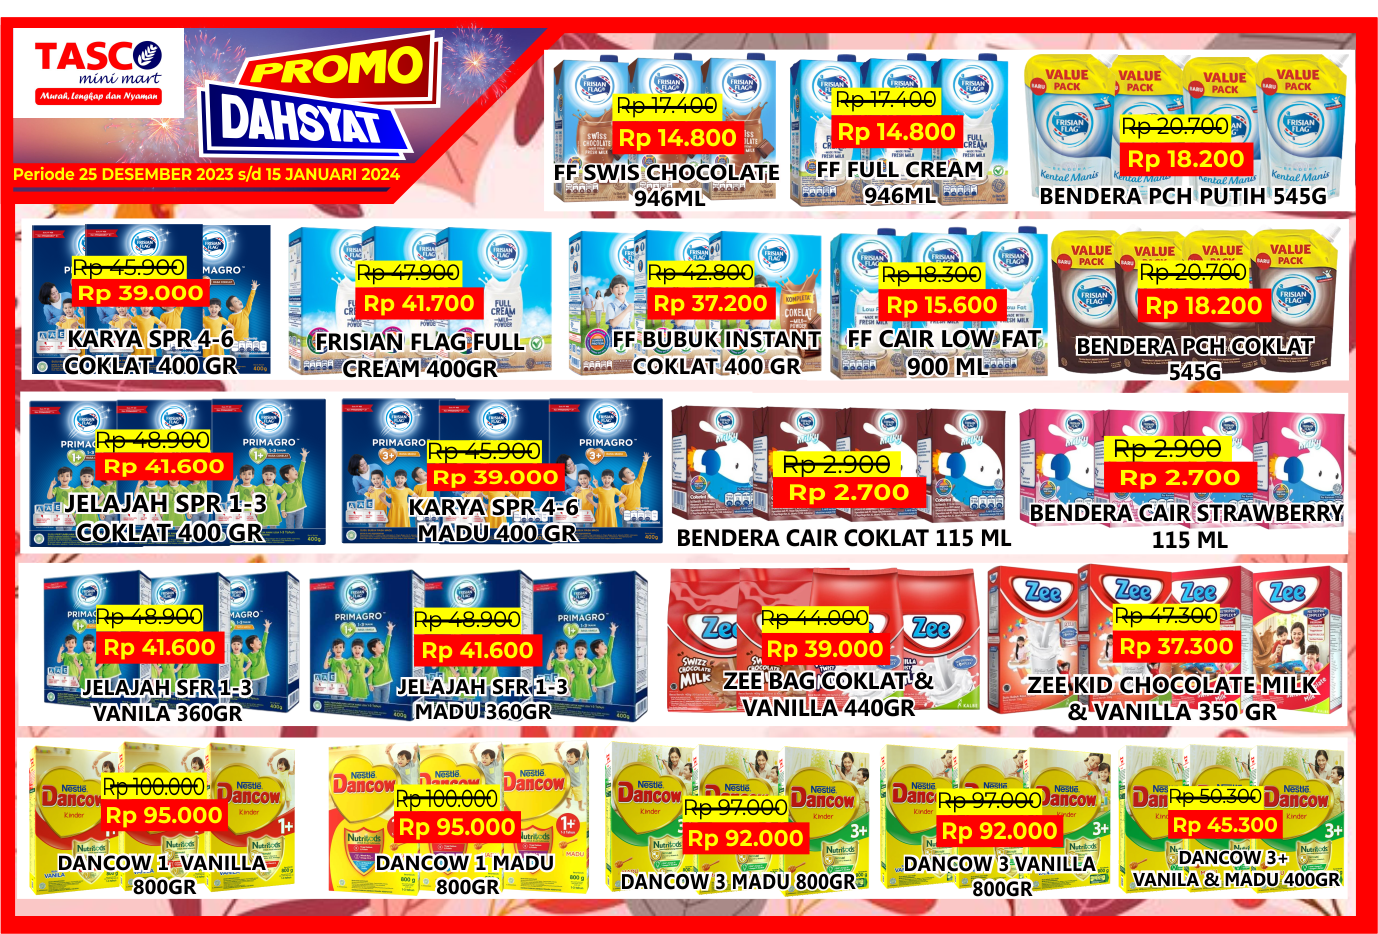 TASCO
mini mart
Murah, Lengkap dan Nyaman
PROMO
DAHSYAT
Periode 25 DESEMBER 2023 s/d 15 JANUARI 2024
Rp 17.400
Rp 14.800
FF SWIS CHOCOLATE
946ML
Rp 17.400
Rp 14.800
FF FULL CREAM
946ML
VALUE PACK
VALUE PACK
VALUE PACK
VALUE PACK
Rp 20.700
Rp 18.200
BENDERA PCH PUTIH 545G
Rp 45.900
Rp 39.000
KARYA SPR 4-6
COKLAT 400 GR
Rp 47.900
Rp 41.700
FRISIAN FLAG FULL
CREAM 400GR
Rp 42.800
Rp 37.200
FF BUBUK INSTANT
COKLAT 400 GR
Rp 18.300
Rp 15.600
FF CAIR LOW FAT
900 ML
VALUE PACK
VALUE PACK
VALUE PACK
VALUE PACK
Rp 20.700
Rp 18.200
BENDERA PCH COKLAT
545G
Rp 48.900
Rp 41.600
JELAJAH SPR 1-3
COKLAT 400 GR
Rp 45.900
Rp 39.000
KARYA SPR 4-6
MADU 400 GR
Rp 2.900
Rp 2.700
BENDERA CAIR COKLAT 115 ML
Rp 2.900
Rp 2.700
BENDERA CAIR STRAWBERRY
115 ML
Rp 48.900
Rp 41.600
JELAJAH SFR 1-3
VANILA 360GR
PRIMAGRO
Rp 48.900
Rp 41.600
JELAJAH SFR 1-3
MADU 360GR
Rp 44.000
Rp 39.000
ZEE BAG COKLAT &
VANILLA 440GR
Rp 47.300
Rp 37.300
ZEE KID CHOCOLATE MILK
& VANILLA 350 GR
Rp 100.000
Rp 95.000
DANCOW 1 VANILLA
800GR
Rp 100.000
Rp 95.000
DANCOW 1 MADU
800GR
Rp 97.000
Rp 92.000
DANCOW 3 MADU 800GR
Rp 97.000
Rp 92.000
DANCOW 3 VANILLA
800GR
Rp 50.300
Rp 45.300
DANCOW 3+
VANILA & MADU 400GR